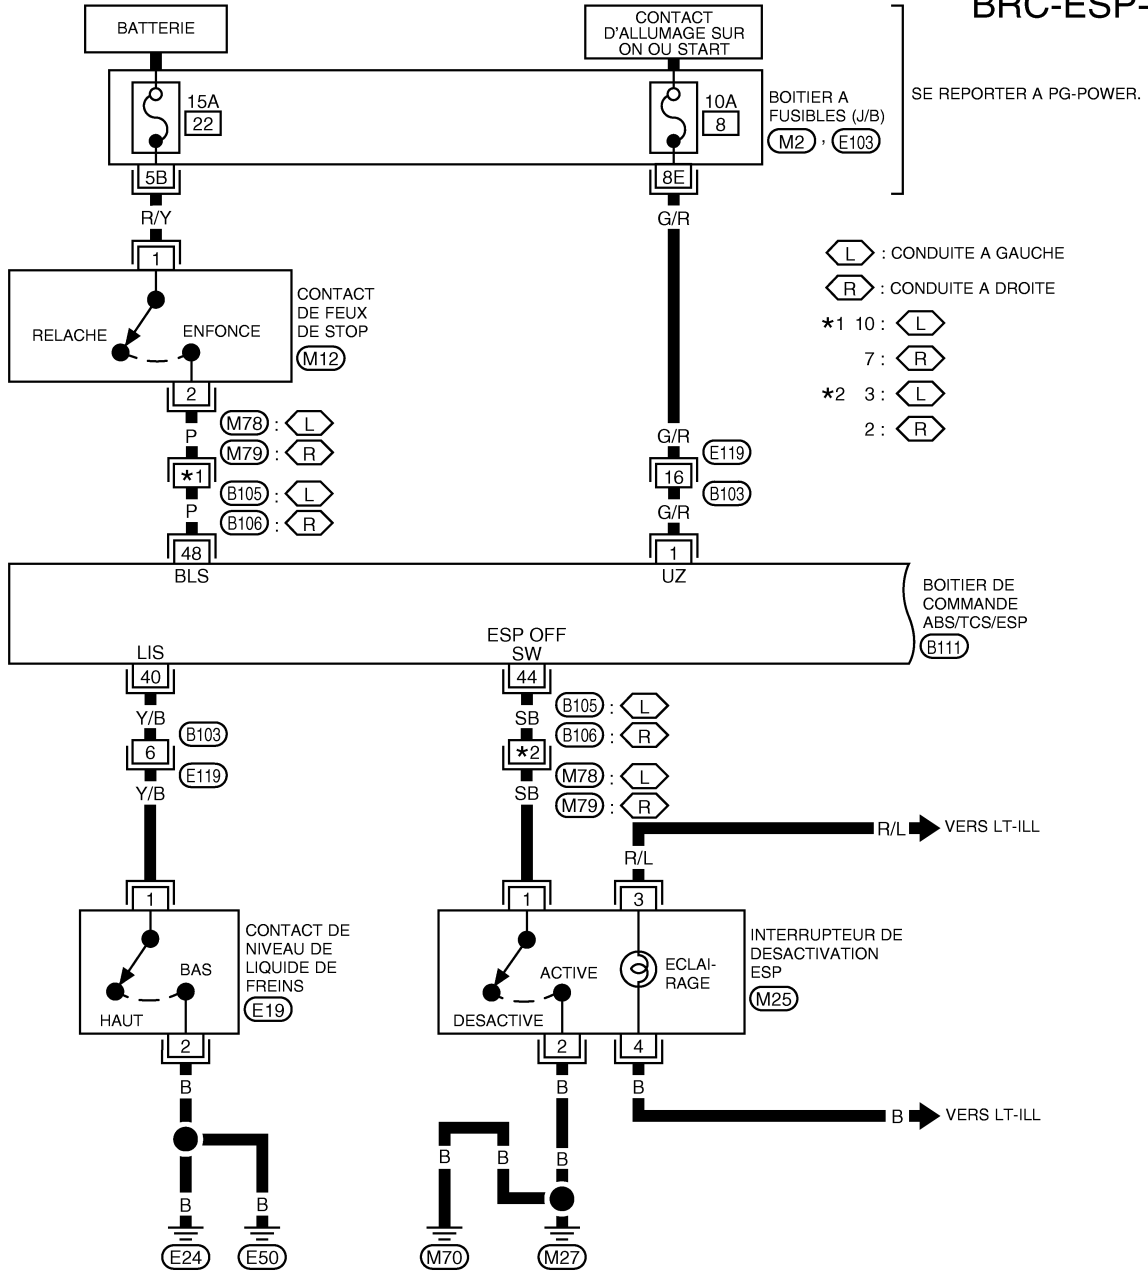 BRC-ESP-
BATTERIE
CONTACT
D'ALLUMAGE SUR
ON OU START
15A
22
10A
8
BOITIER A
FUSIBLES (J/B)
M2 , E103
SE REPORTER A PG-POWER.
5B
8E
R/Y
G/R
1
CONTACT
DE FEUX
DE STOP
M12
RELACHE
ENFONCE
2
L : CONDUITE A GAUCHE
R : CONDUITE A DROITE
*1 10 : L
7 : R
*2 3 : L
2 : R
P
M78 : L
M79 : R
*1
B105 : L
B106 : R
P
G/R
E119
16
B103
G/R
48
1
BLS
UZ
BOITIER DE
COMMANDE
ABS/TCS/ESP
B111
LIS
ESP OFF
SW
40
44
Y/B
B103
6
E119
Y/B
SB
B105 : L
B106 : R
*2
M78 : L
M79 : R
SB
R/L
VERS LT-ILL
R/L
1
1
3
CONTACT DE
NIVEAU DE
LIQUIDE DE
FREINS
E19
BAS
HAUT
ACTIVE
DESACTIVE
ECLAI-
RAGE
INTERRUPTEUR DE
DESACTIVATION
ESP
M25
2
2
4
B
B
B
B
VERS LT-ILL
B
B
B
B
B
E24
E50
M70
M27